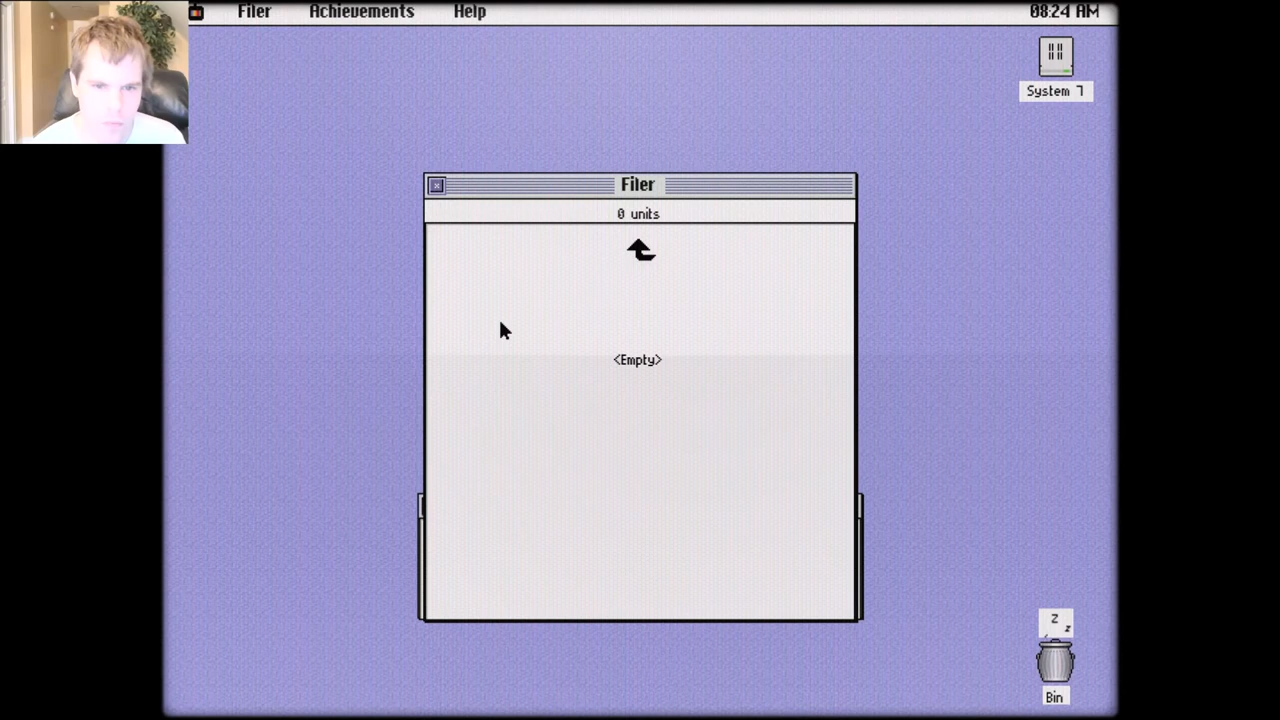 Filer Achievements Help 08:24 AM
System 7
Filer
0 units
<Empty>
z
z
Bin